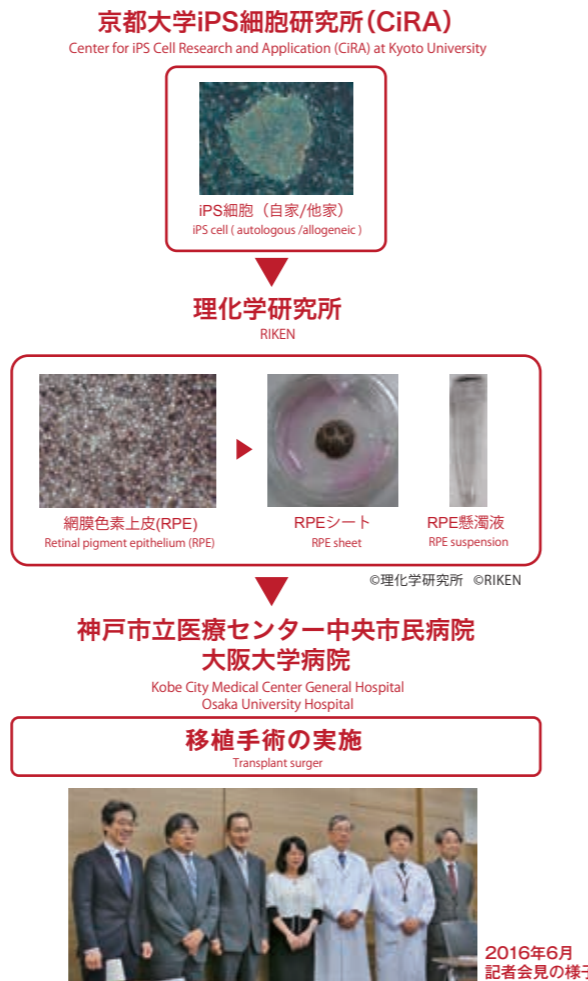 京都大学iPS細胞研究所(CiRA)
Center for iPS Cell Research and Application (CiRA) at Kyoto University
iPS細胞（自家/他家）
iPS cell ( autologous /allogeneic )
理化学研究所
RIKEN
網膜色素上皮(RPE)
Retinal pigment epithelium (RPE)
RPEシート
RPE sheet
RPE懸濁液
RPE suspension
©理化学研究所 ©RIKEN
神戸市立医療センター中央市民病院
大阪大学病院
Kobe City Medical Center General Hospital
Osaka University Hospital
移植手術の実施
Transplant surger
2016年6月
記者会見の様子